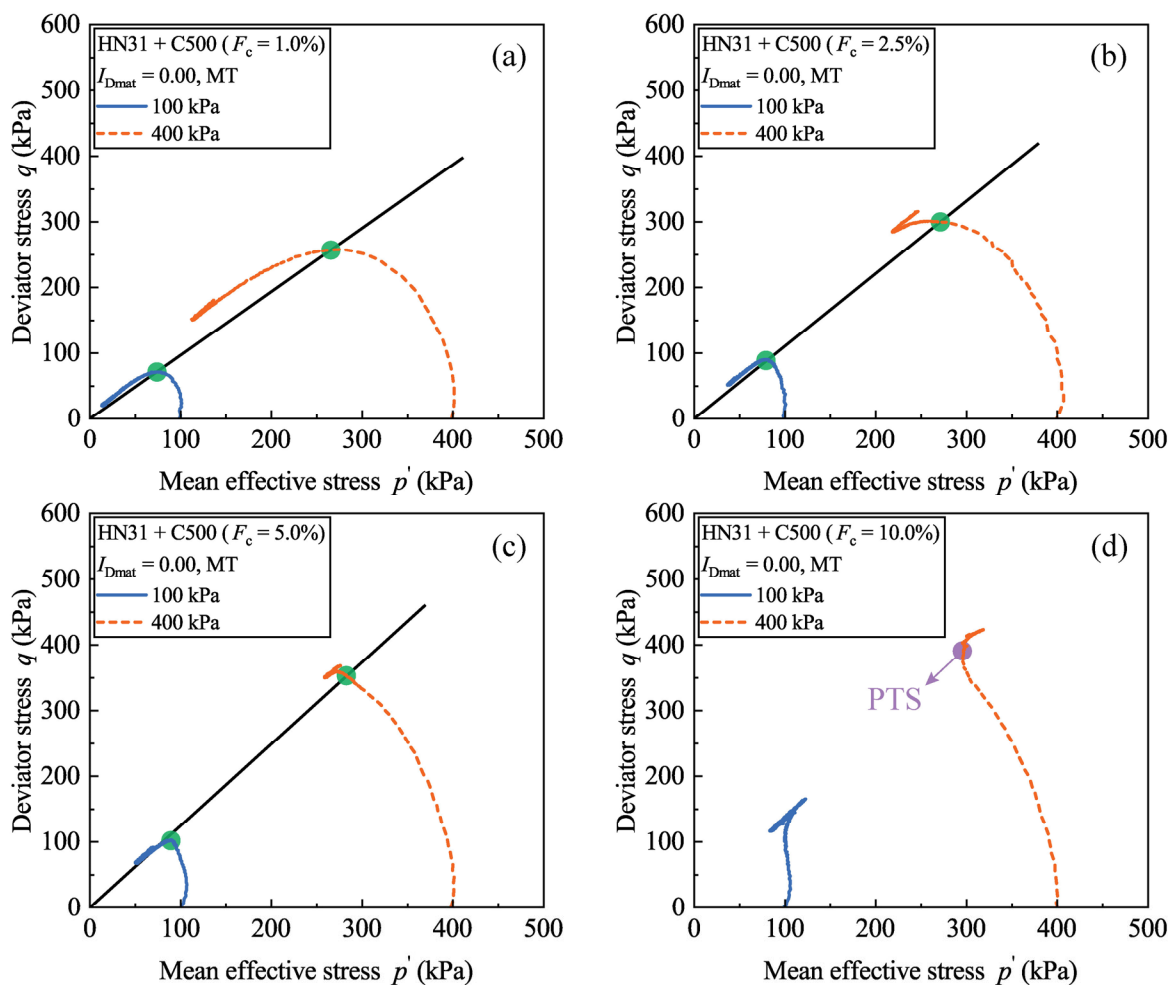 600
500
400
300
200
100
0
Deviator stress q (kPa)
HN31 + C500 (Fc = 1.0%)
IDmat = 0.00, MT
100 kPa
400 kPa
(a)
0 100 200 300 400 500
Mean effective stress p' (kPa)
600
500
400
300
200
100
0
Deviator stress q (kPa)
HN31 + C500 (Fc = 2.5%)
IDmat = 0.00, MT
100 kPa
400 kPa
(b)
0 100 200 300 400 500
Mean effective stress p' (kPa)
600
500
400
300
200
100
0
Deviator stress q (kPa)
HN31 + C500 (Fc = 5.0%)
IDmat = 0.00, MT
100 kPa
400 kPa
(c)
0 100 200 300 400 500
Mean effective stress p' (kPa)
600
500
400
300
200
100
0
Deviator stress q (kPa)
HN31 + C500 (Fc = 10.0%)
IDmat = 0.00, MT
100 kPa
400 kPa
(d)
PTS
0 100 200 300 400 500
Mean effective stress p' (kPa)